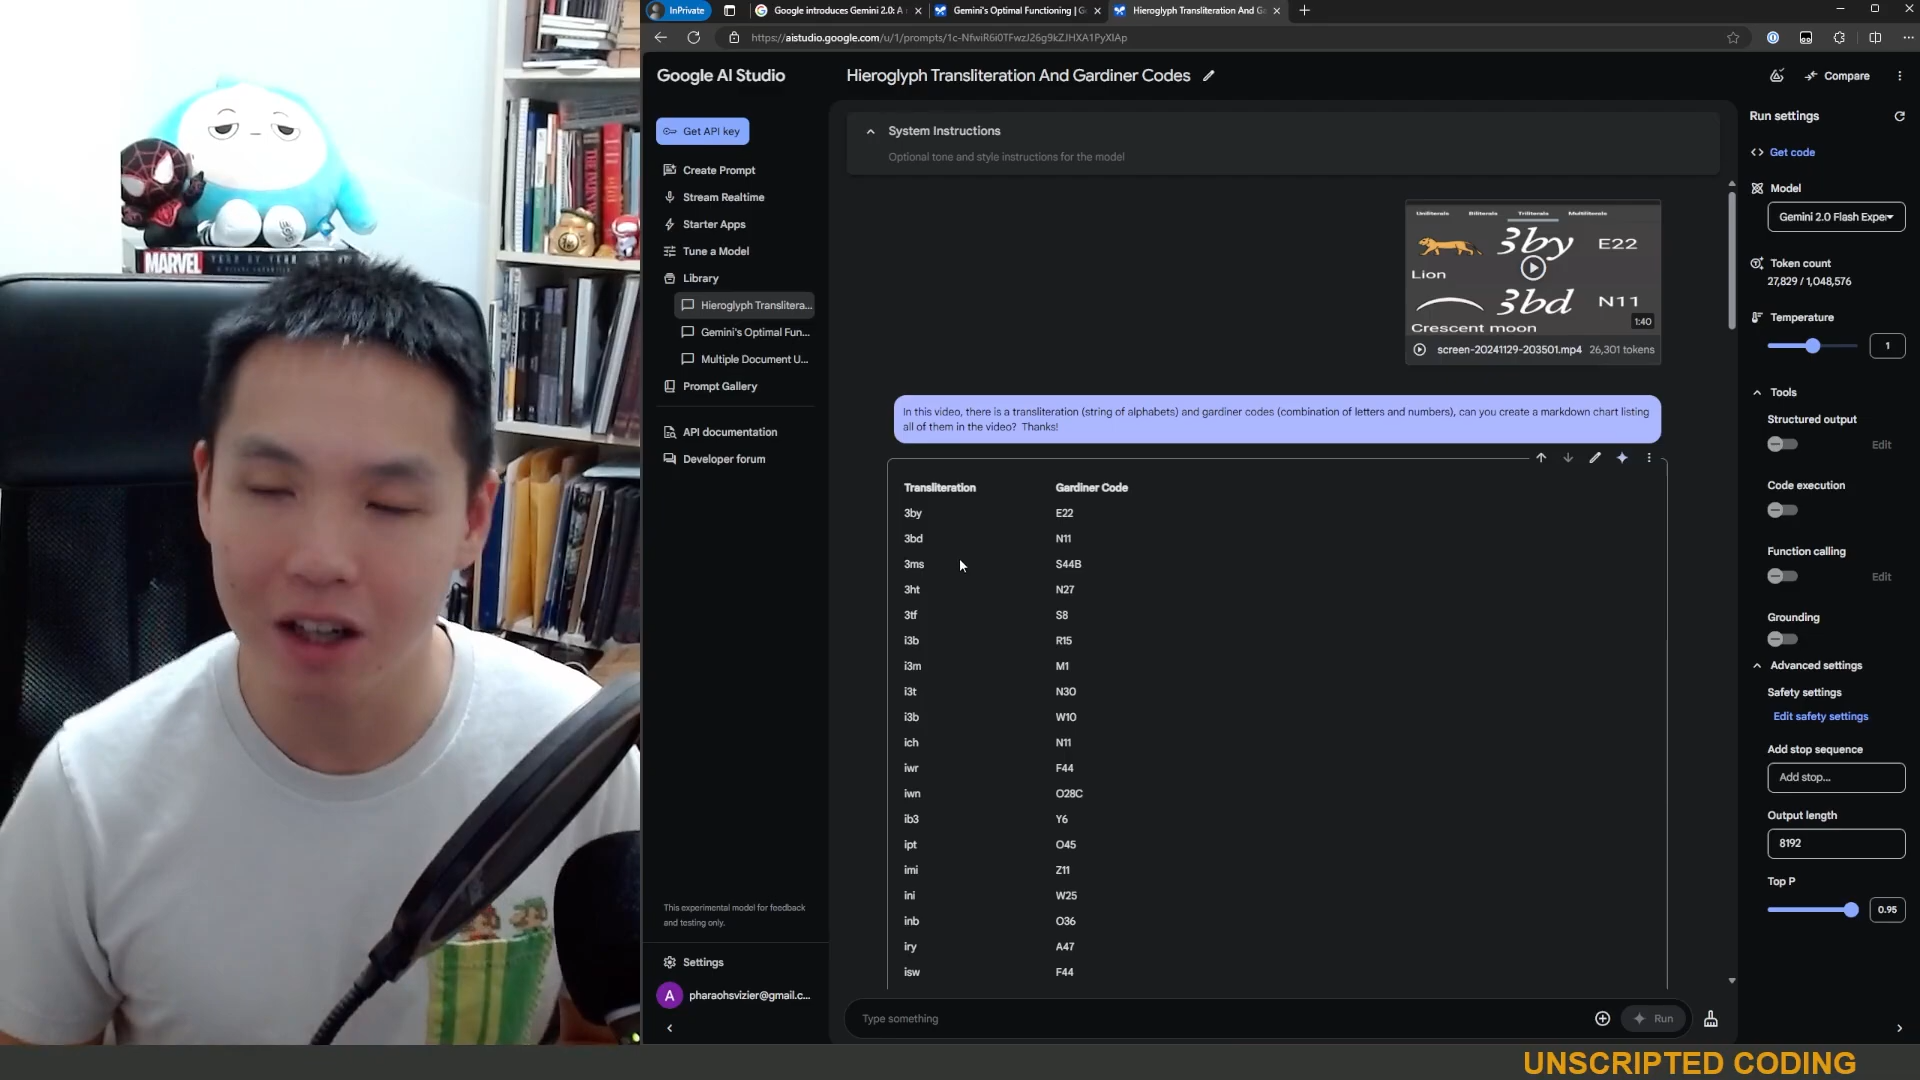 InPrivate
Google introduces Gemini 2.0: A
Gemini's Optimal Functioning | G
Hieroglyph Transliteration And Ga
https://aistudio.google.com/u/1/prompts/1c-NfwiR6i0TFwzJ26g9kZJHXA1PyXlAp
Google AI Studio
Hieroglyph Transliteration And Gardiner Codes
Compare
Get API key
Create Prompt
Stream Realtime
Starter Apps
Tune a Model
Library
Hieroglyph Translitera...
Gemini's Optimal Fun...
Multiple Document U...
Prompt Gallery
API documentation
Developer forum
This experimental model for feedback
and testing only.
Settings
A
pharaohsvizier@gmail.c...
System Instructions
Optional tone and style instructions for the model
Uniliterals Biliterals Triliterals Multiliterals
3by E22
Lion
3bd N11
Crescent moon
1:40
screen-20241129-203501.mp4 26,301 tokens
In this video, there is a transliteration (string of alphabets) and gardiner codes (combination of letters and numbers), can you create a markdown chart listing
all of them in the video? Thanks!
Transliteration Gardiner Code
3by E22
3bd N11
3ms S44B
3ht N27
3tf S8
i3b R15
i3m M1
i3t N30
i3b W10
ich N11
iwr F44
iwn O28C
ib3 Y6
ipt O45
imi Z11
ini W25
inb O36
iry A47
isw F44
Type something
Run
Run settings
Get code
Model
Gemini 2.0 Flash Exper
Token count
27,829 / 1,048,576
Temperature
1
Tools
Structured output
Edit
Code execution
Function calling
Edit
Grounding
Advanced settings
Safety settings
Edit safety settings
Add stop sequence
Add stop...
Output length
8192
Top P
0.95
MARVEL
YEAR BY YEAR
UNSCRIPTED CODING